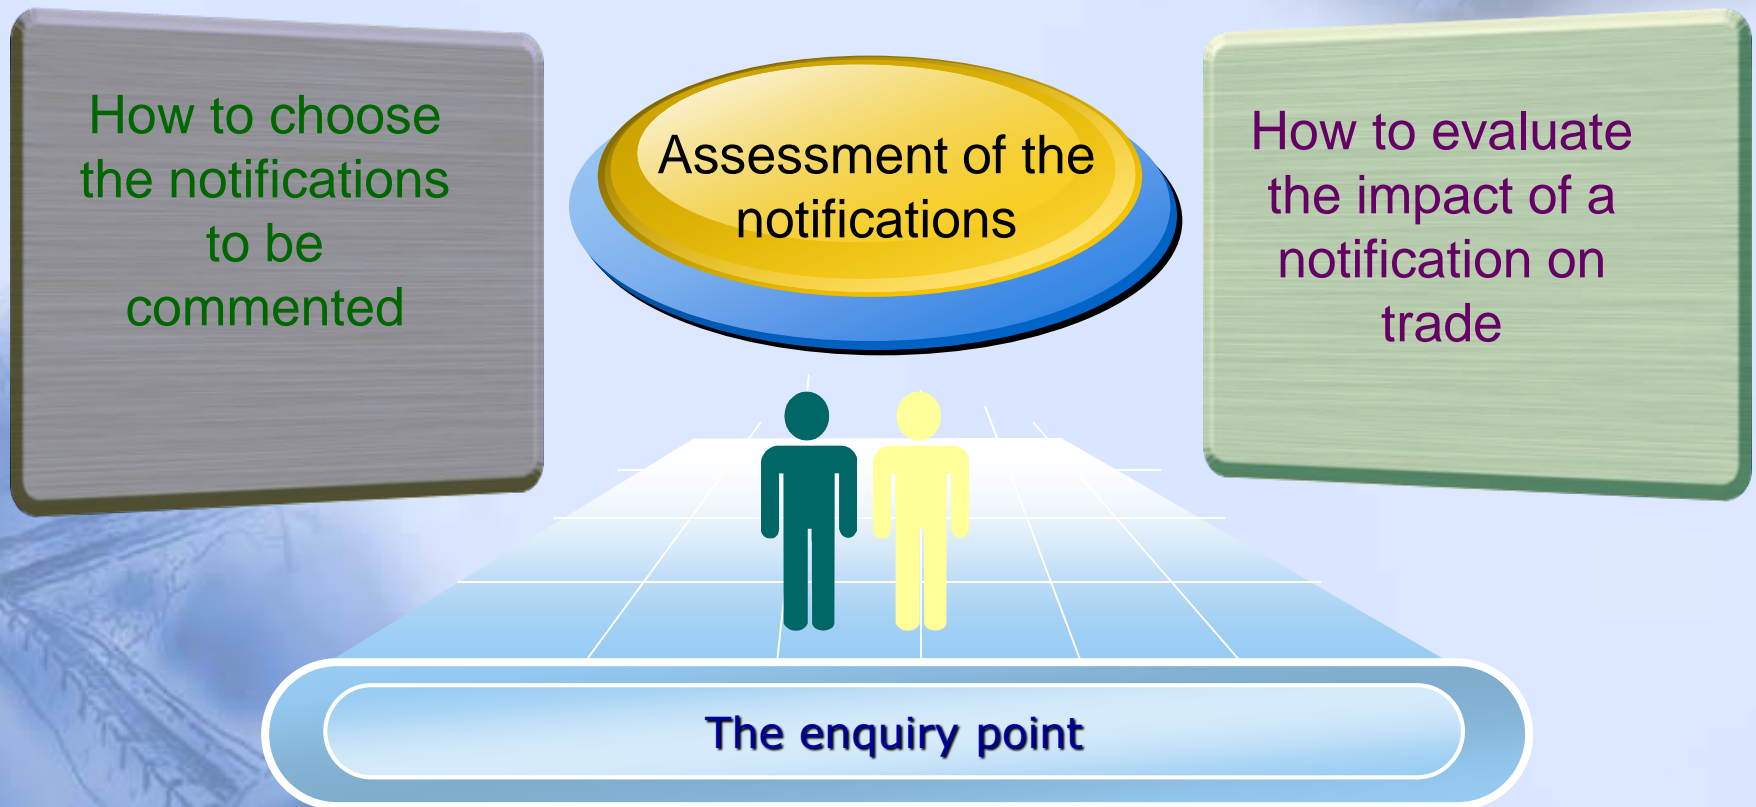 How to choose
the notifications
to be
commented
Assessment of the
notifications
How to evaluate
the impact of a
notification on
trade
The enquiry point